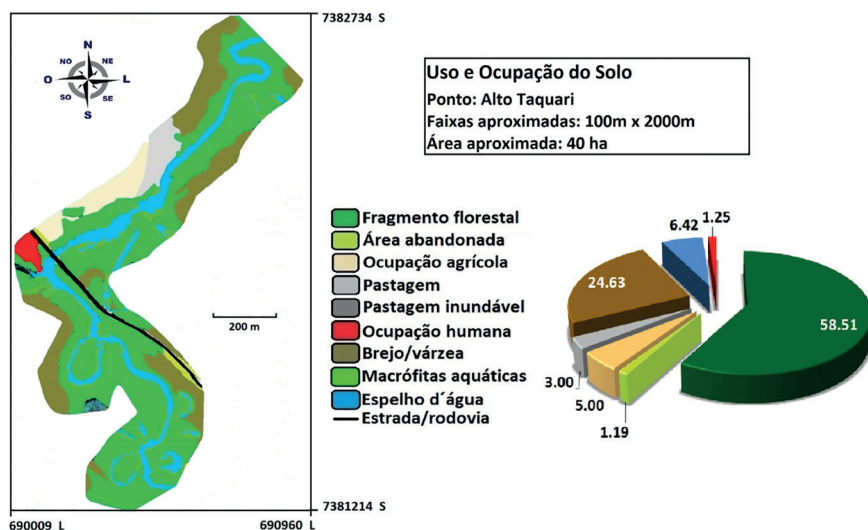 7382734 S
N
NO
NE
O
L
SO
SE
S
Uso e Ocupação do Solo
Ponto: Alto Taquari
Faixas aproximadas: 100m x 2000m
Área aproximada: 40 ha
Fragmento florestal
Área abandonada
Ocupação agrícola
Pastagem
Pastagem inundável
Ocupação humana
Brejo/várzea
Macrófitas aquáticas
Espelho d´água
Estrada/rodovia
200 m
6.42
1.25
24.63
58.51
3.00
5.00
1.19
7381214 S
690009 L
690960 L